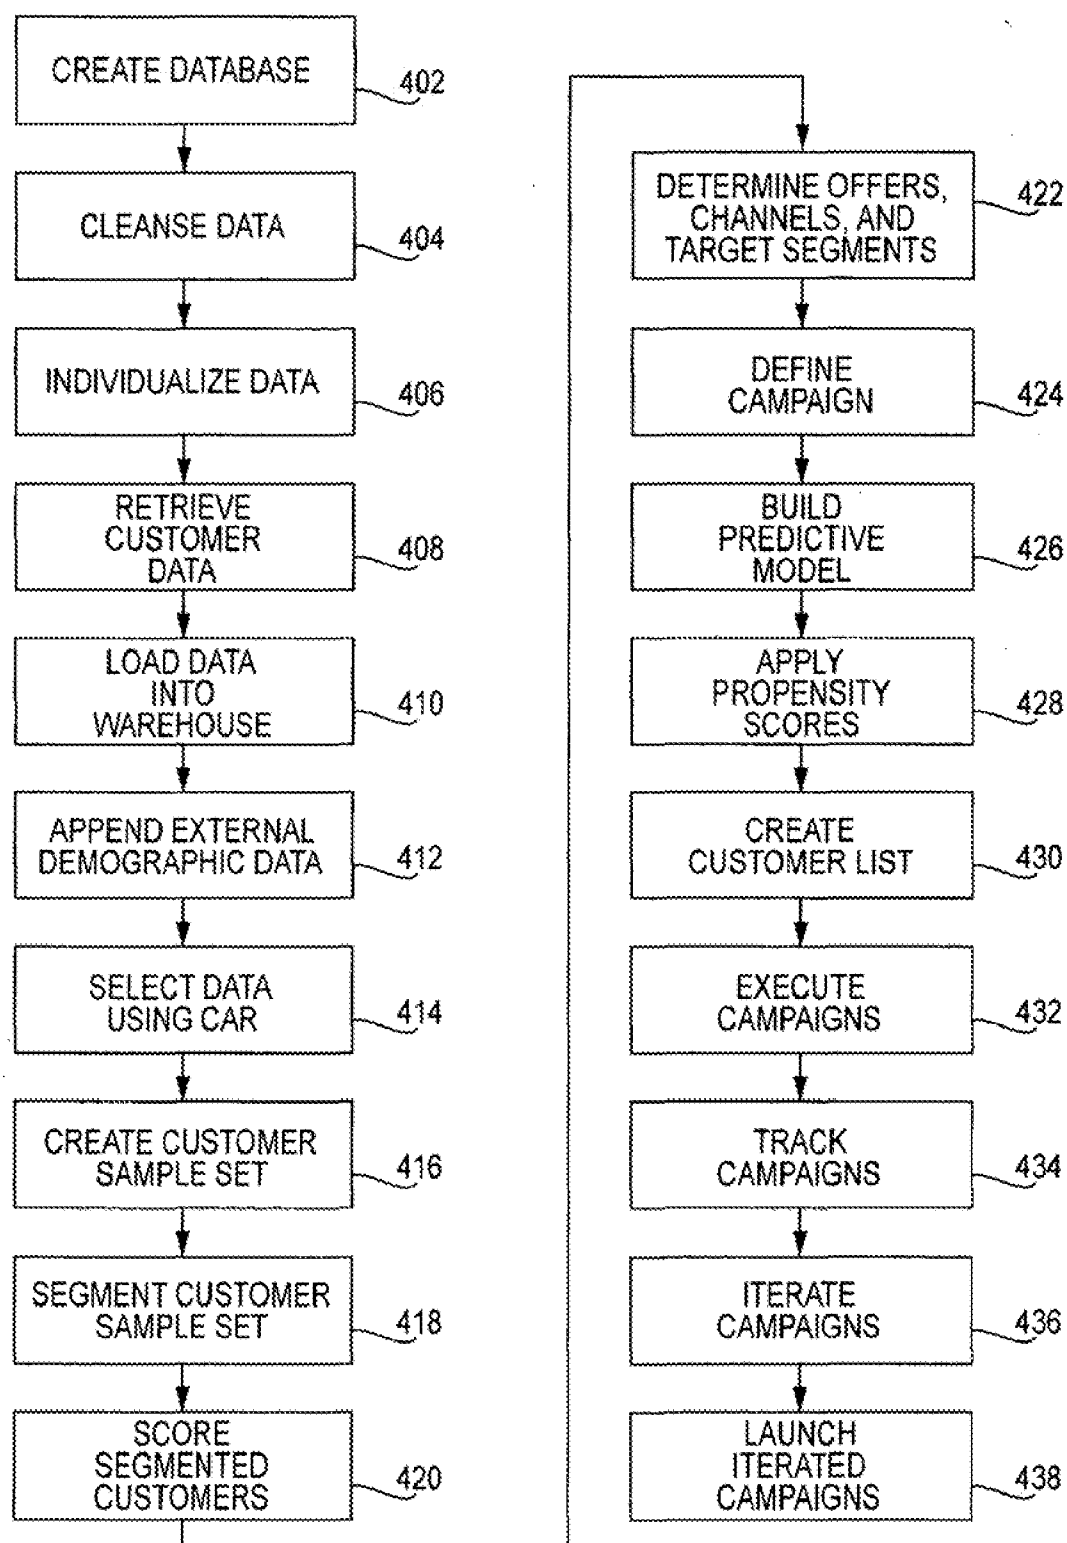 CREATE DATABASE
402
CLEANSE DATA
404
INDIVIDUALIZE DATA
406
RETRIEVE
CUSTOMER
DATA
408
LOAD DATA
INTO
WAREHOUSE
410
APPEND EXTERNAL
DEMOGRAPHIC DATA
412
SELECT DATA
USING CAR
414
CREATE CUSTOMER
SAMPLE SET
416
SEGMENT CUSTOMER
SAMPLE SET
418
SCORE
SEGMENTED
CUSTOMERS
420
DETERMINE OFFERS,
CHANNELS, AND
TARGET SEGMENTS
422
DEFINE
CAMPAIGN
424
BUILD
PREDICTIVE
MODEL
426
APPLY
PROPENSITY
SCORES
428
CREATE
CUSTOMER LIST
430
EXECUTE
CAMPAIGNS
432
TRACK
CAMPAIGNS
434
ITERATE
CAMPAIGNS
436
LAUNCH
ITERATED
CAMPAIGNS
438